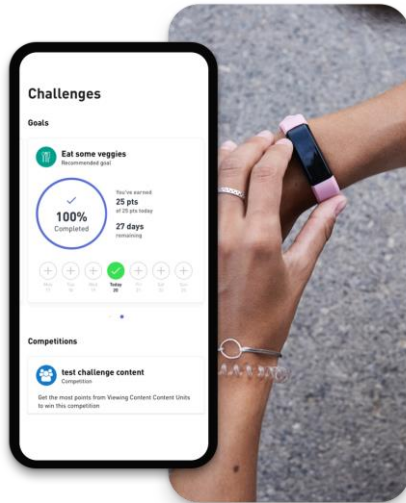 Challenges
Goals
Eat some veggies
Recommended goal
You've earned
25 pts
of 25 pts today
100%
Completed
27 days
remaining
Today
20
Competitions
test challenge content
Competition
Get the most points from Viewing Content Content Units
to win this competition